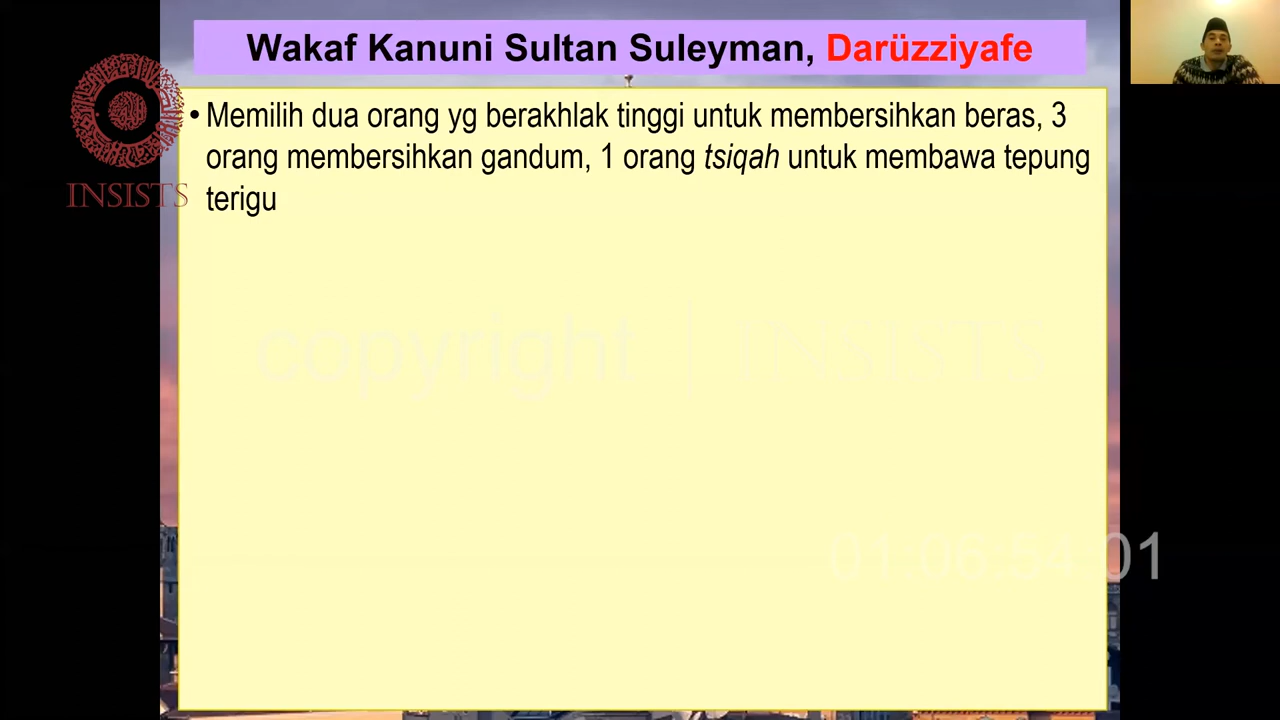 Wakaf Kanuni Sultan Suleyman, Darüzziyafe
INSISTS
• Memilih dua orang yg berakhlak tinggi untuk membersihkan beras, 3
orang membersihkan gandum, 1 orang tsiqah untuk membawa tepung
terigu
copyright | INSISTS
01:06:54:01